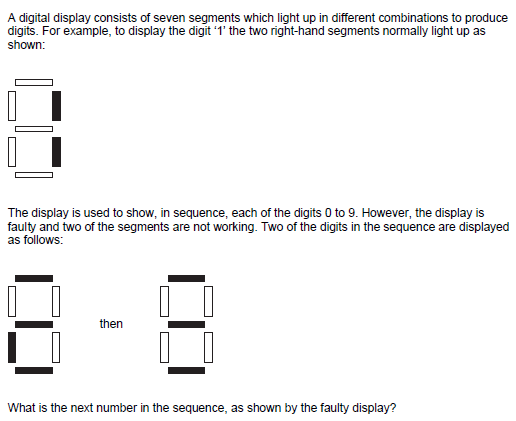 A digital display consists of seven segments which light up in different combinations to produce
digits. For example, to display the digit ‘1’ the two right-hand segments normally light up as
shown:
The display is used to show, in sequence, each of the digits 0 to 9. However, the display is
faulty and two of the segments are not working. Two of the digits in the sequence are displayed
as follows:
then
What is the next number in the sequence, as shown by the faulty display?